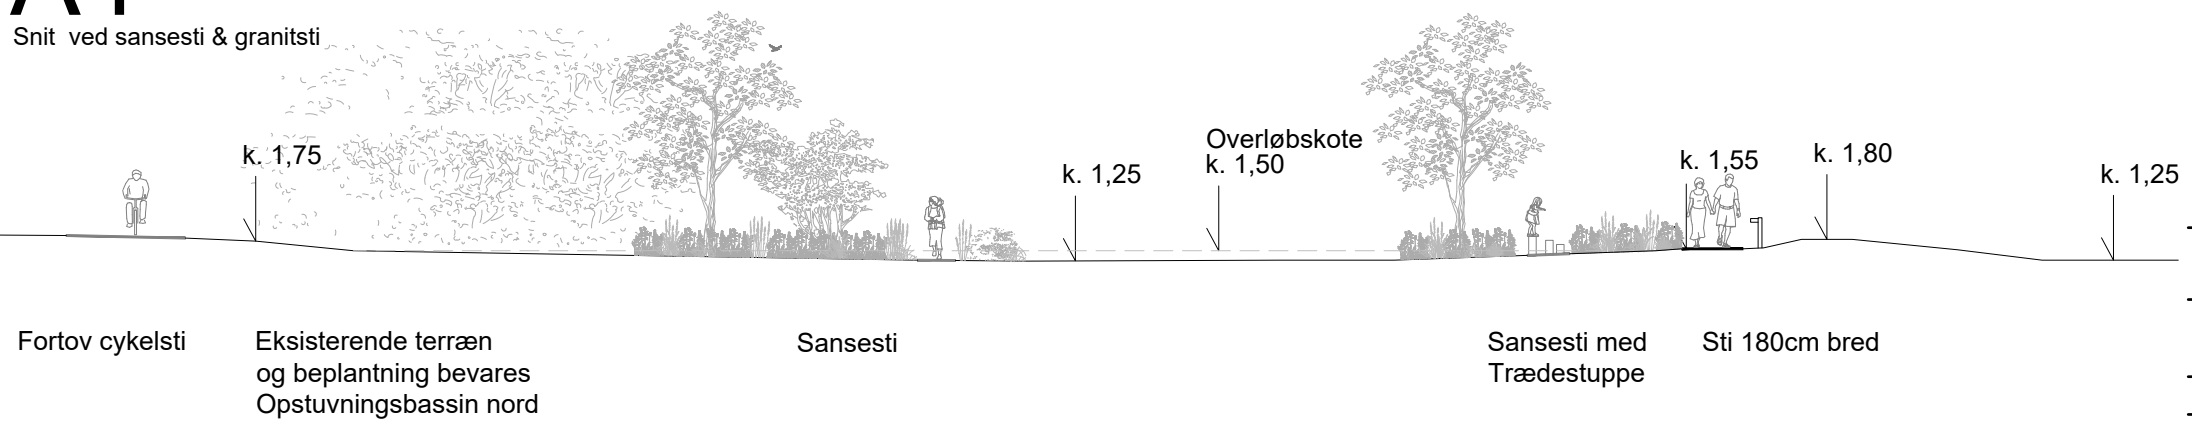 Snit ved sansesti & granitsti
k. 1,75
k. 1,25
Overløbskote
k. 1,50
k. 1,55
k. 1,80
k. 1,25
Fortov cykelsti
Eksisterende terræn
og beplantning bevares
Opstuvningsbassin nord
Sansesti
Sansesti med
Trædestuppe
Sti 180cm bred